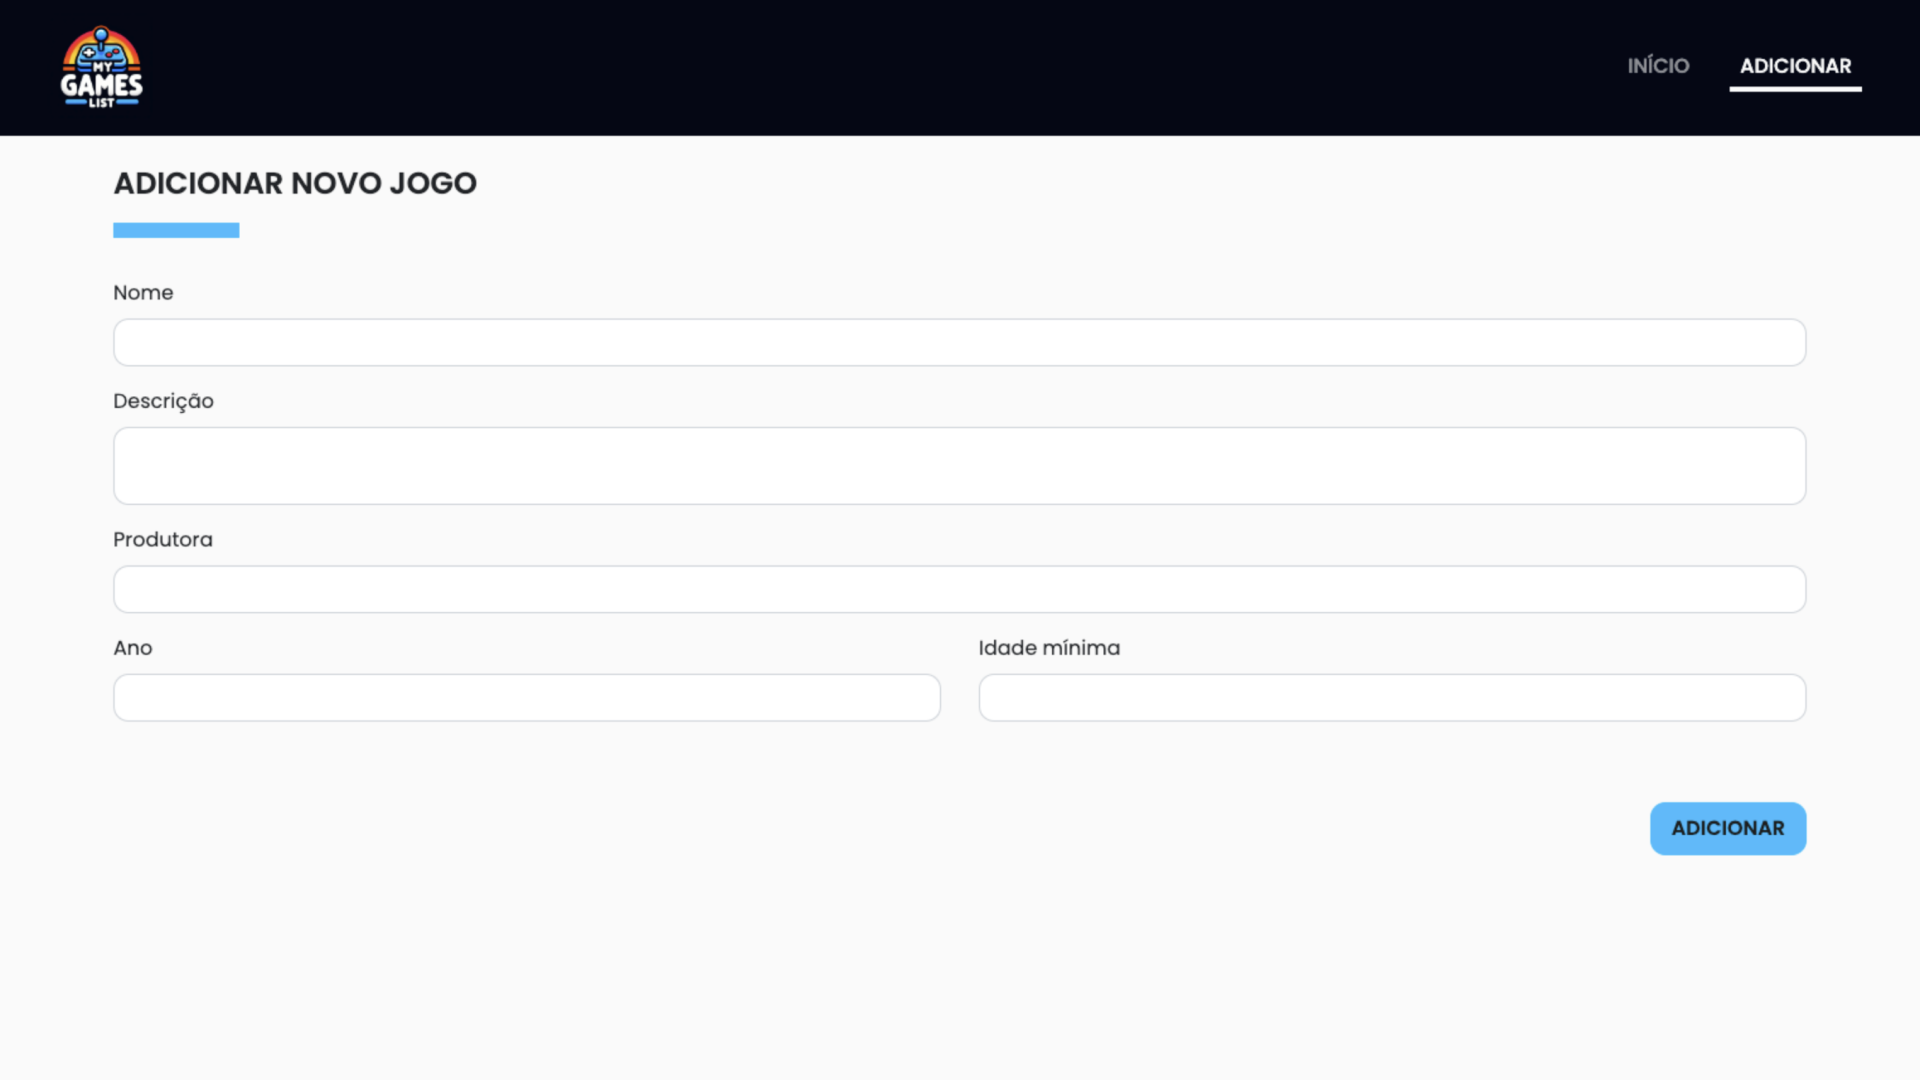 MY
GAMES
LIST
INÍCIO
ADICIONAR
ADICIONAR NOVO JOGO
Nome
Descrição
Produtora
Ano
Idade mínima
ADICIONAR